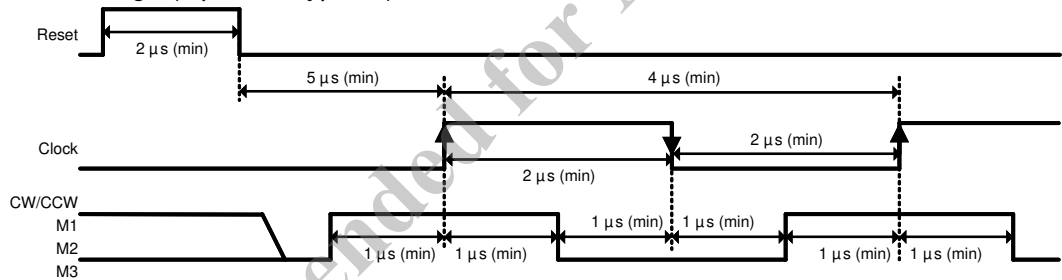 Reset
2 µs (min)
5 µs (min)
4 µs (min)
Clock
2 µs (min)
2 µs (min)
CW/CCW
M1
M2
M3
1 µs (min)
1 µs (min)
1 µs (min)
1 µs (min)
1 µs (min)
1 µs (min)
ended for